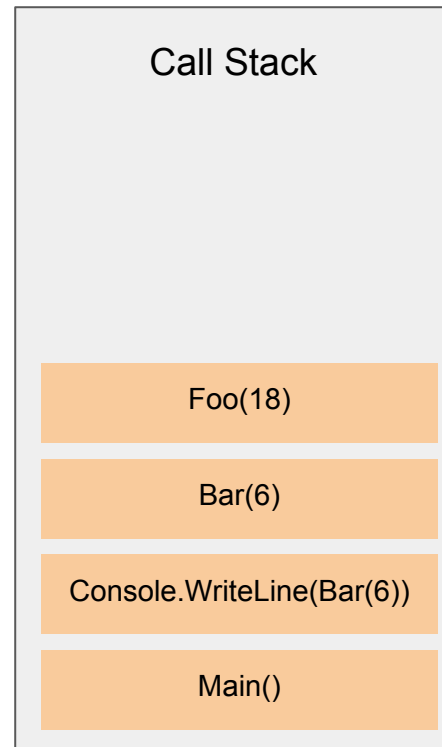 Call Stack
Foo(18)
Bar(6)
Console.WriteLine(Bar(6))
Main()